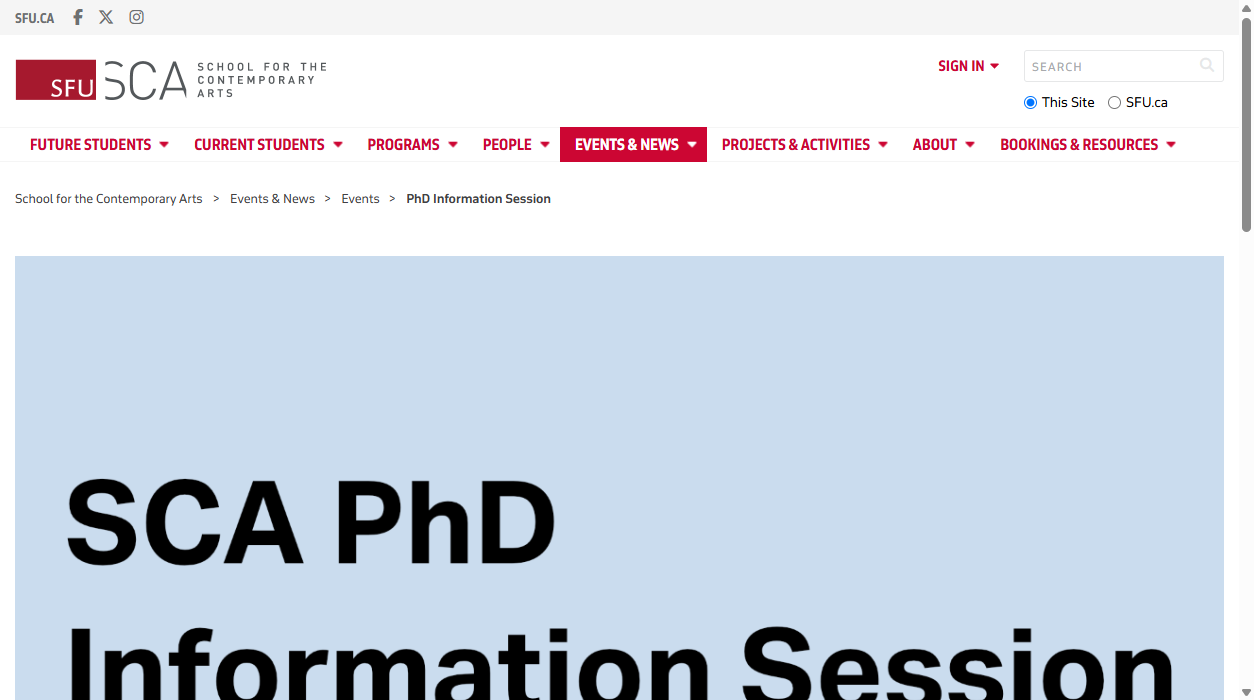 SFU.CA
SFU SCA SCHOOL FOR THE
CONTEMPORARY
ARTS
SIGN IN
SEARCH
This Site SFU.ca
FUTURE STUDENTS CURRENT STUDENTS PROGRAMS PEOPLE EVENTS & NEWS PROJECTS & ACTIVITIES ABOUT BOOKINGS & RESOURCES
School for the Contemporary Arts > Events & News > Events > PhD Information Session
SCA PhD
Information Session